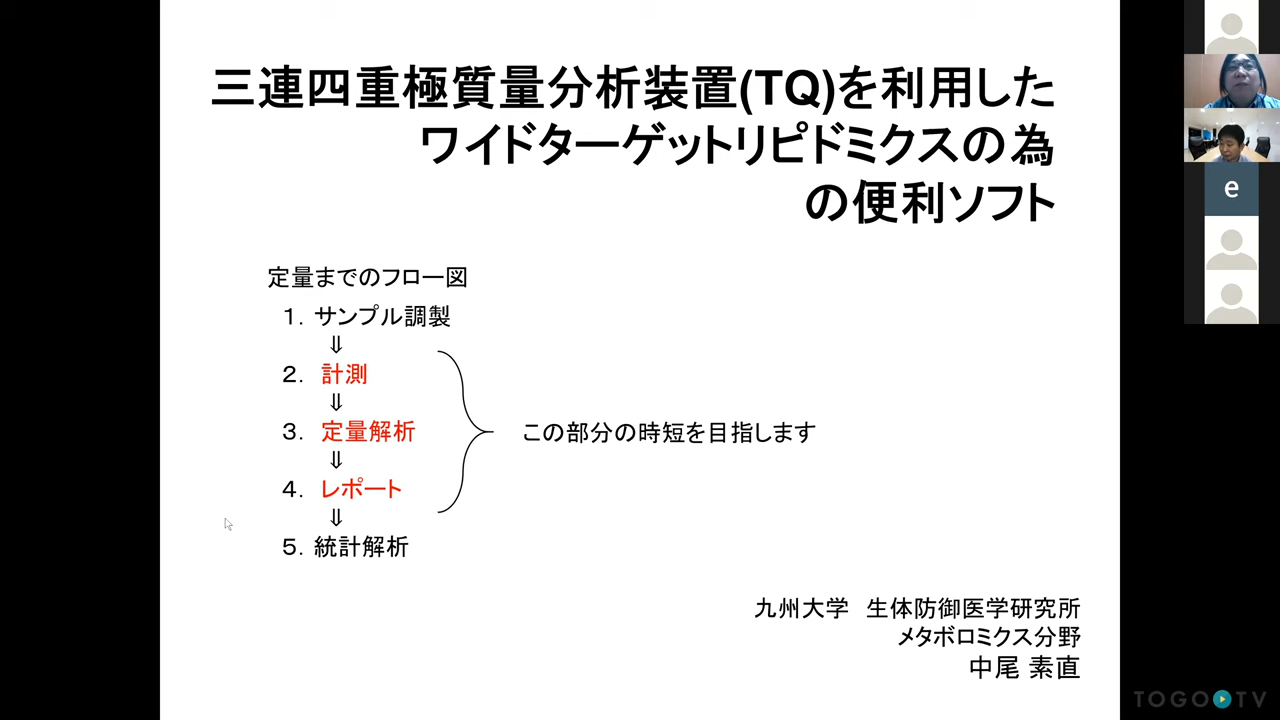 三連四重極質量分析装置(TQ)を利用した
ワイドターゲットリピドミクスの為
の便利ソフト
定量までのフロー図
1. サンプル調製
⇓
2. 計測
⇓
3. 定量解析
⇓
4. レポート
⇓
5. 統計解析
この部分の時短を目指します
九州大学　生体防御医学研究所
メタボロミクス分野
中尾 素直
e
TOGOTV